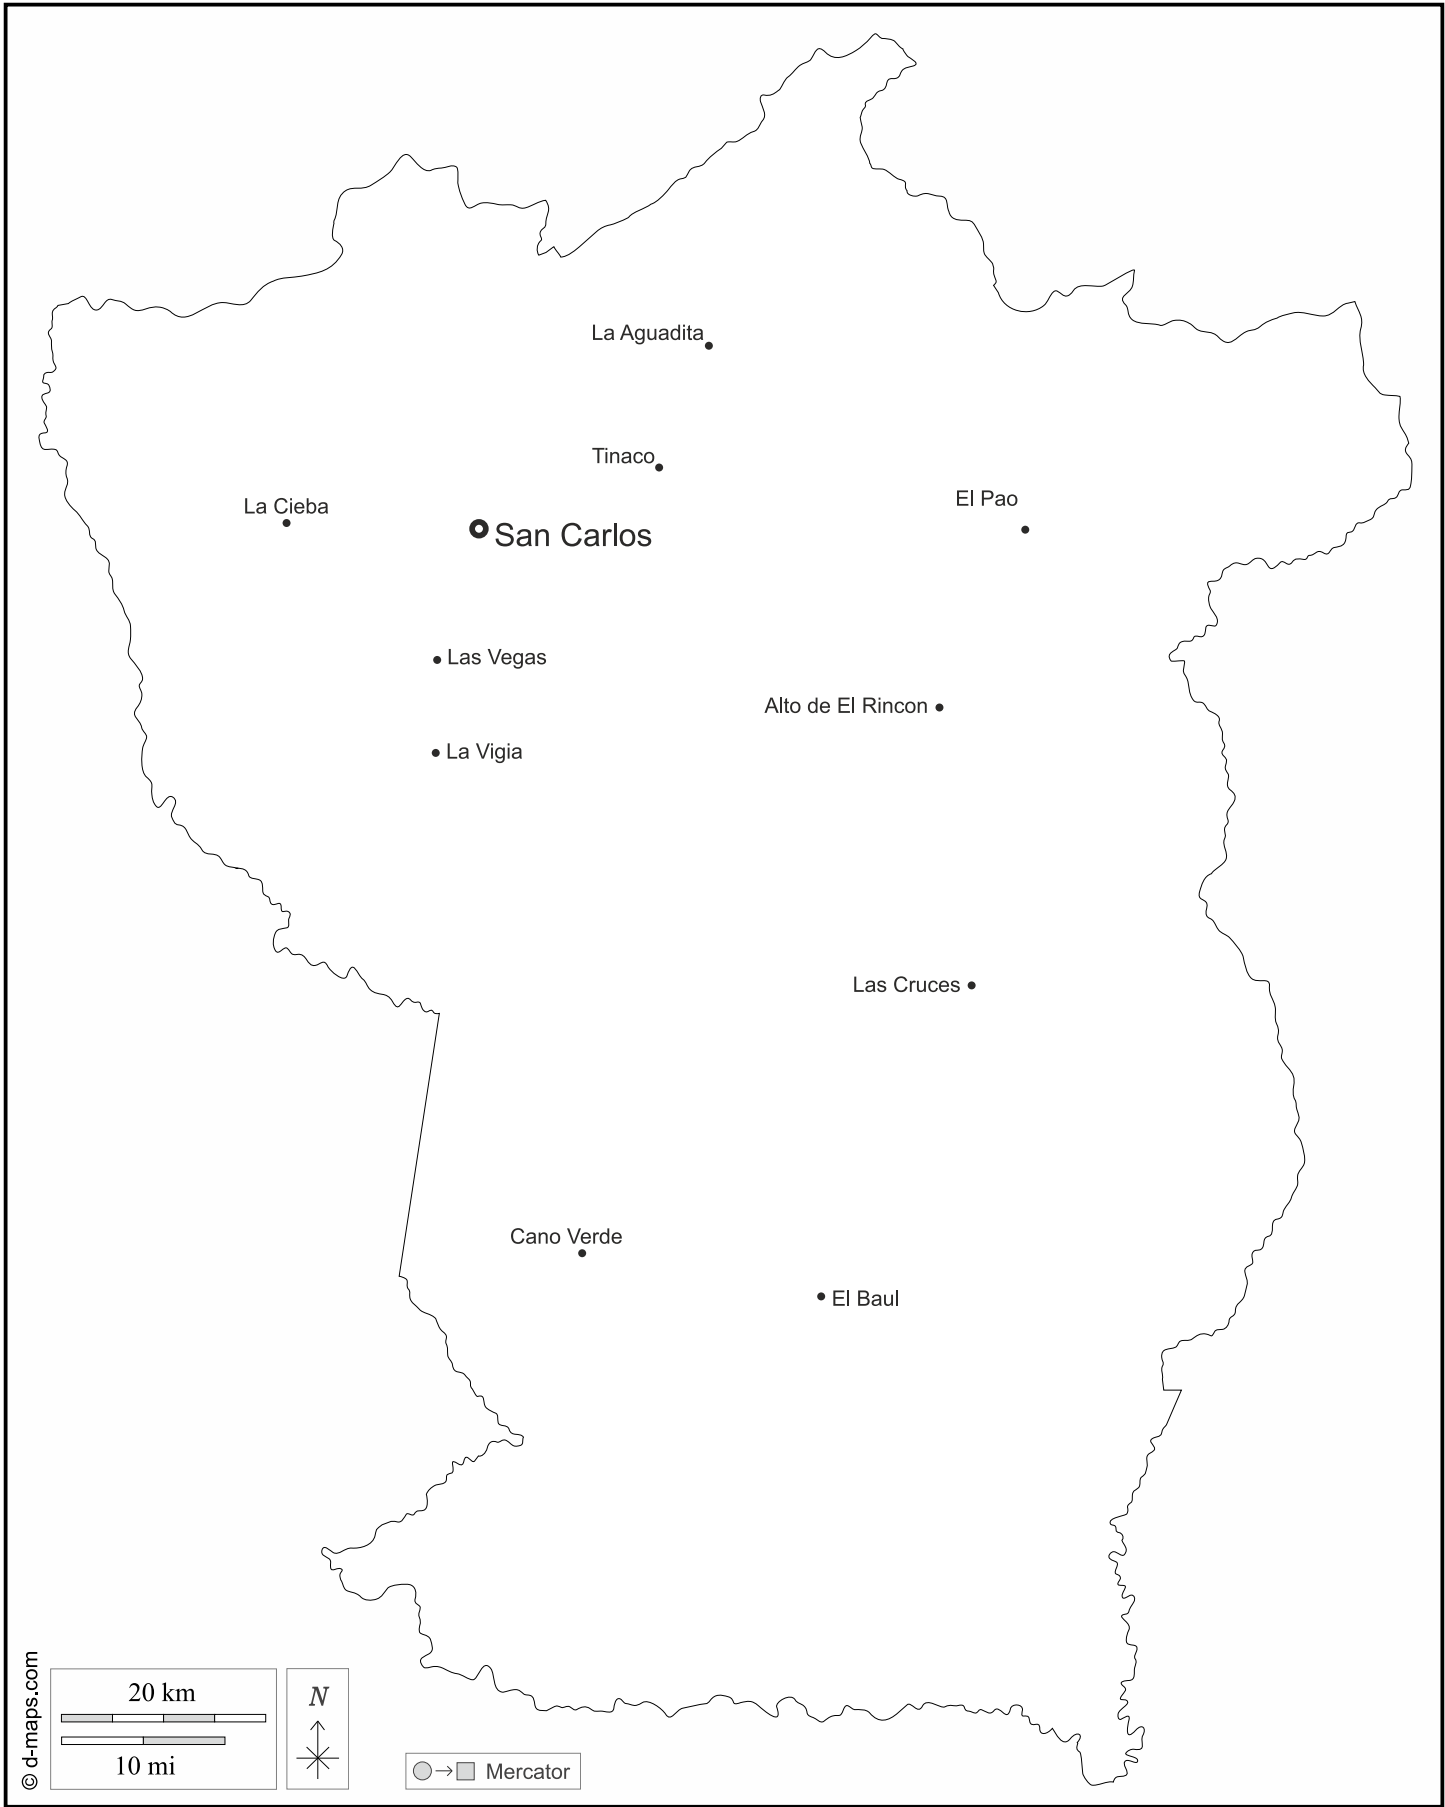 La Aguadita
Tinaco
El Pao
La Cieba
San Carlos
Las Vegas
Alto de El Rincon
La Vigia
Las Cruces
Cano Verde
El Baul
© d-maps.com
20 km
10 mi
N
Mercator